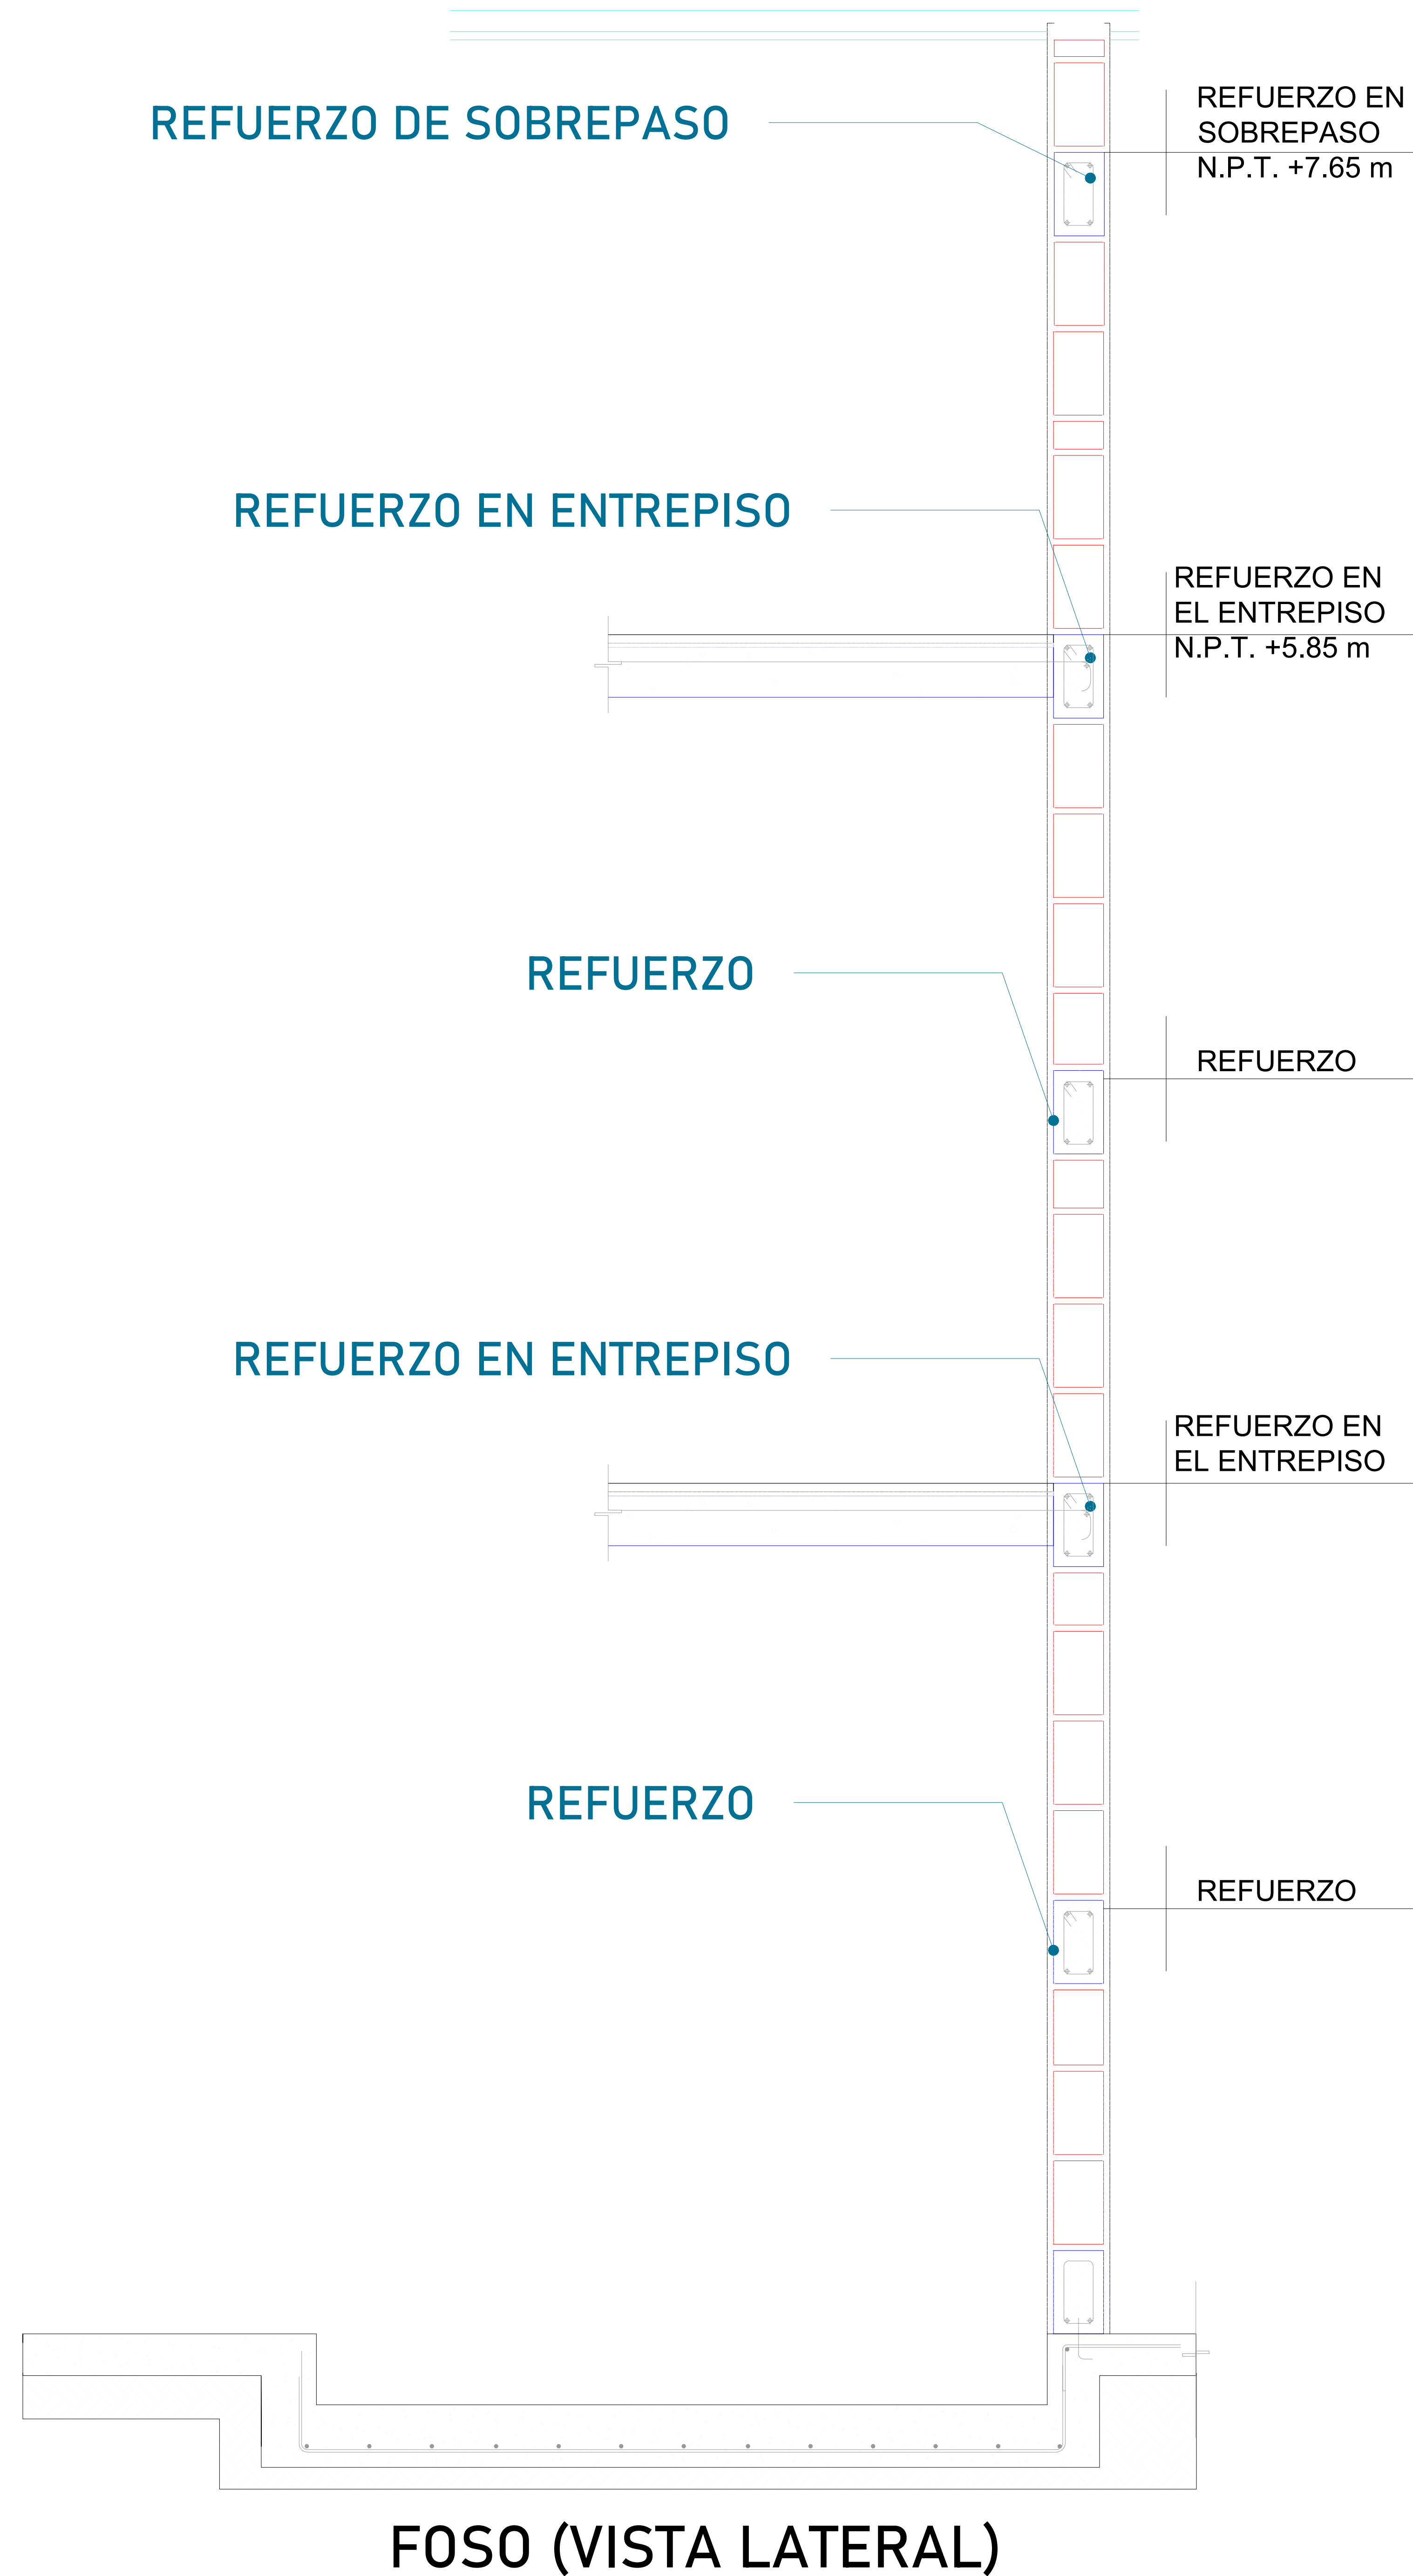 REFUERZO DE SOBREPASO
REFUERZO EN
SOBREPASO
N.P.T. +7.65 m
REFUERZO EN ENTREPISO
REFUERZO EN
EL ENTREPISO
N.P.T. +5.85 m
REFUERZO
REFUERZO
REFUERZO EN ENTREPISO
REFUERZO EN
EL ENTREPISO
REFUERZO
REFUERZO
FOSO (VISTA LATERAL)